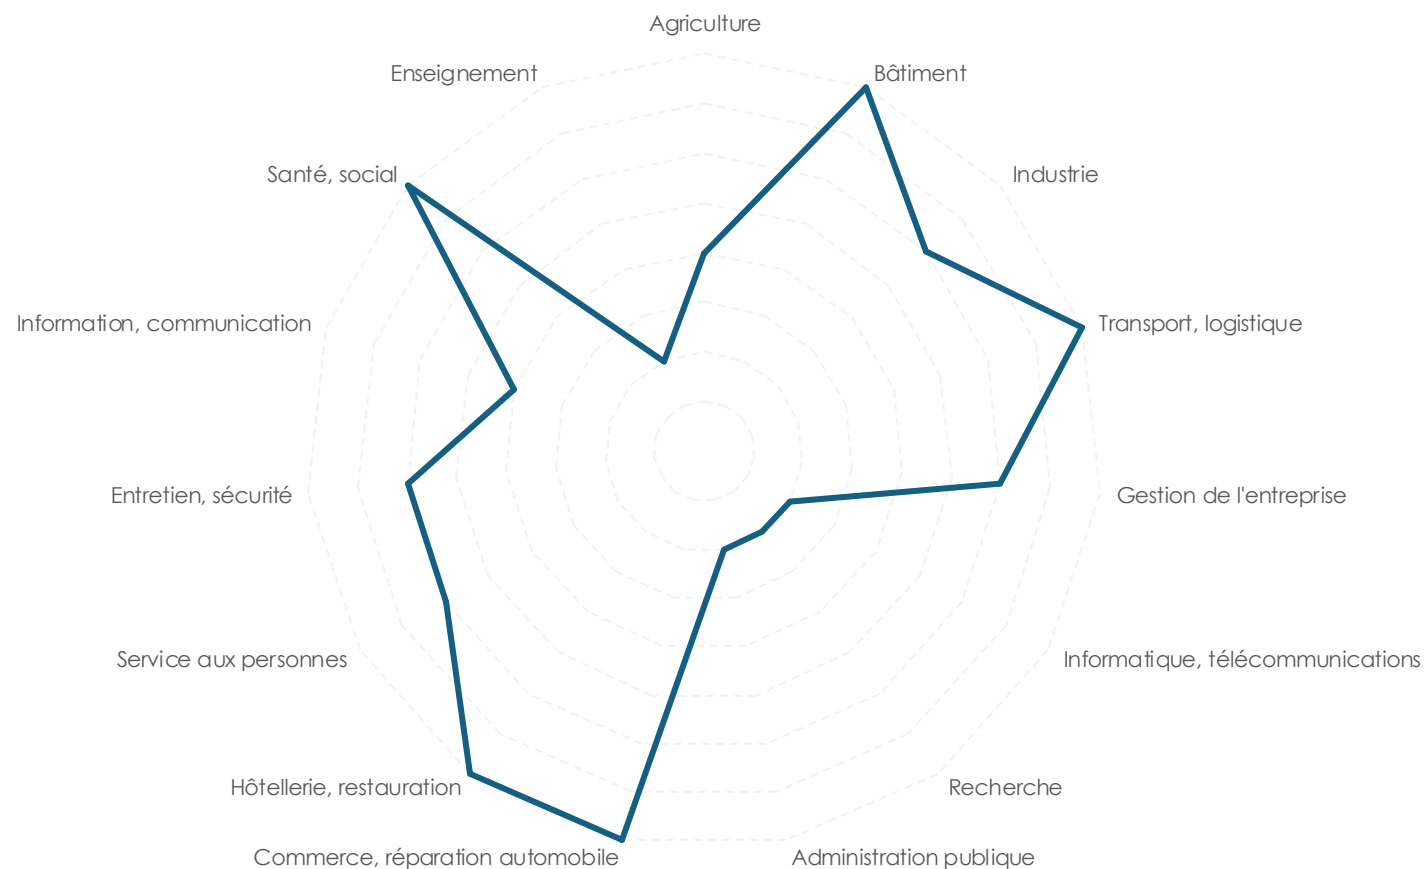 Agriculture
Enseignement
Bâtiment
Santé, social
Industrie
Information, communication
Transport, logistique
Entretien, sécurité
Gestion de l'entreprise
Service aux personnes
Informatique, télécommunications
Hôtellerie, restauration
Recherche
Commerce, réparation automobile
Administration publique